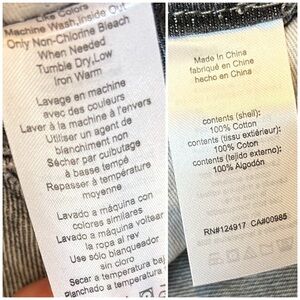 Like Colors
Machine Wash,Inside Out
Only Non-Chlorine Bleach
When Needed
Tumble Dry,Low
Iron Warm
Lavage en machine
avec des couleurs
Laver à la machine à l'envers
Utiliser un agent de
blanchiment non
Sécher par culbutage
à basse tempé
Repasser à température
moyenne
Lavado a máquina con
colores similares
Lavado a máquina voltear
la ropa al rev
Use sólo blanqueador
sin cloro
Secar a temperatura baj
Planchado a temperatura
Made in China
fabriqué en Chine
hecho en China
contents (shell):
100% Cotton
contents (tissu extérieur):
100% Coton
contents (tejido externo):
100% Algodón
RN#124917 CA#00985